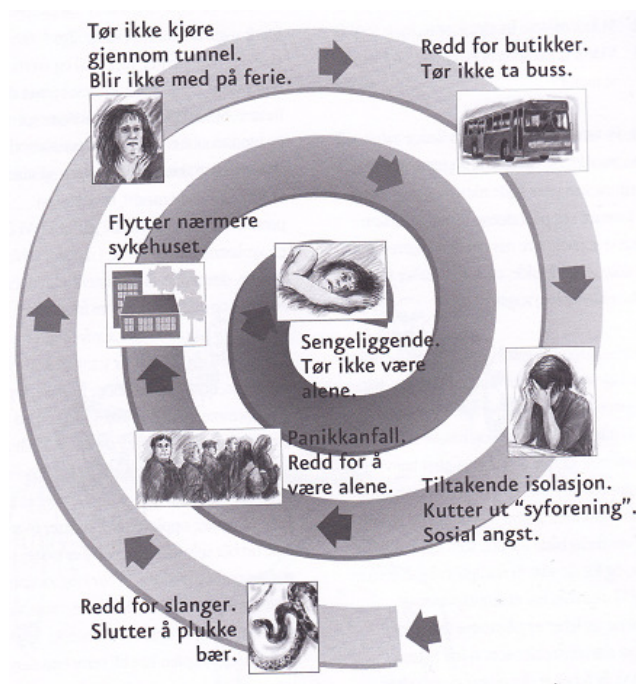 Tør ikke kjøre
gjennom tunnel.
Blir ikke med på ferie.
Redd for butikker.
Tør ikke ta buss.
Flytter nærmere
sykehuset.
Sengeliggende.
Tør ikke være
alene.
Panikkanfall.
Redd for å
være alene.
Tiltakende isolasjon.
Kutter ut "syforening".
Sosial angst.
Redd for slanger.
Slutter å plukke
bær.